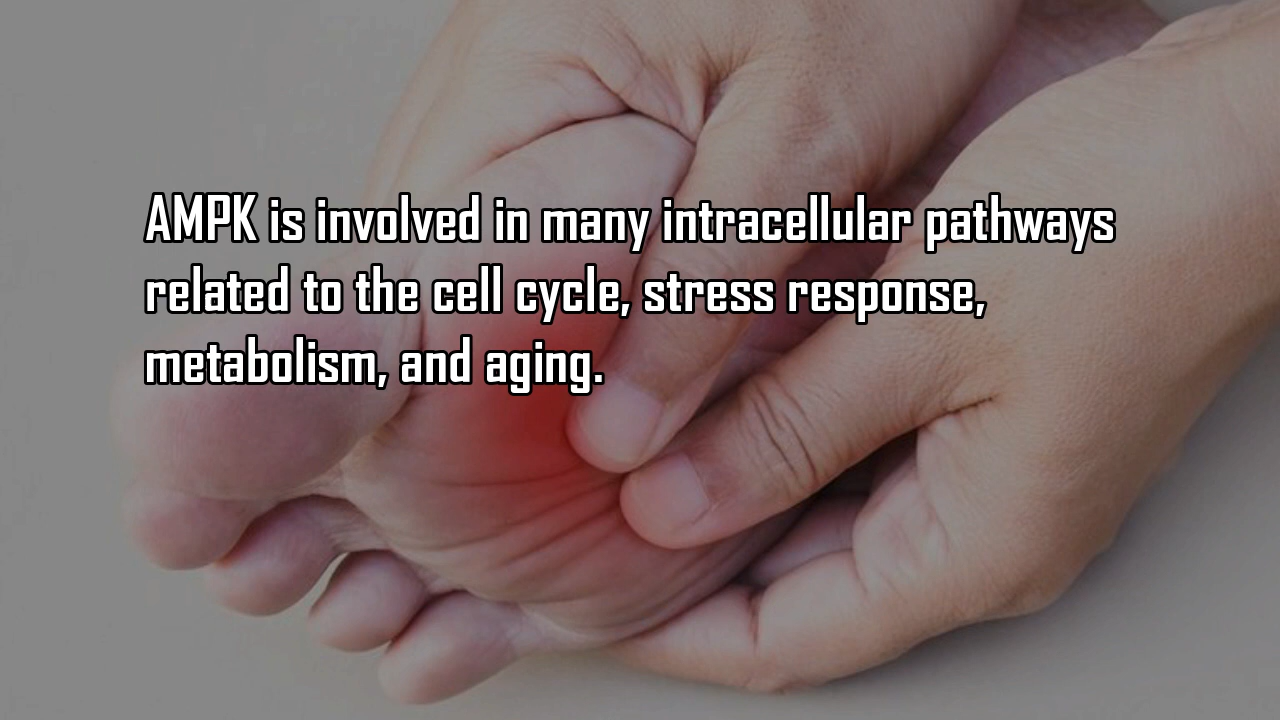 AMPK is involved in many intracellular pathways
related to the cell cycle, stress response,
metabolism, and aging.